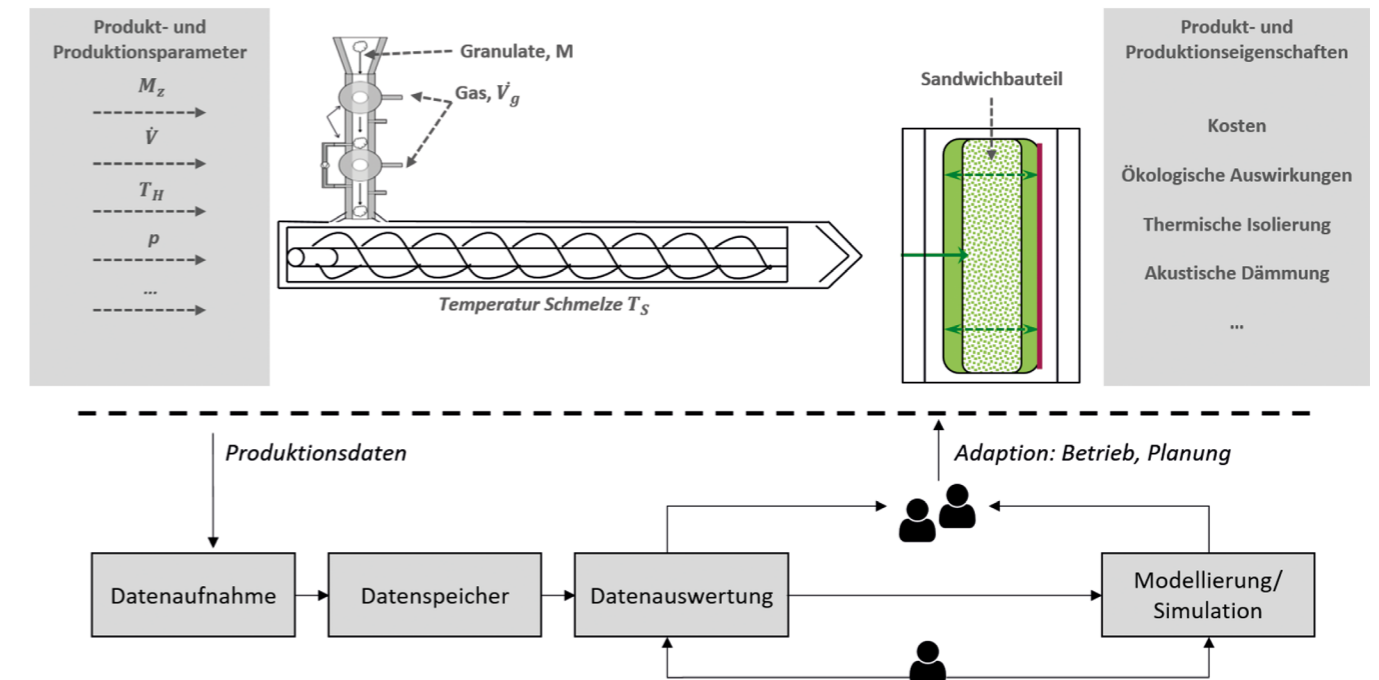 Produkt- und
Produktionsparameter
M_z
V̇
T_H
p
...
Granulate, M
Gas, V̇_g
Temperatur Schmelze T_S
Sandwichbauteil
Produkt- und
Produktionseigenschaften
Kosten
Ökologische Auswirkungen
Thermische Isolierung
Akustische Dämmung
...
Produktionsdaten
Adaption: Betrieb, Planung
Datenaufnahme
Datenspeicher
Datenauswertung
Modellierung/
Simulation